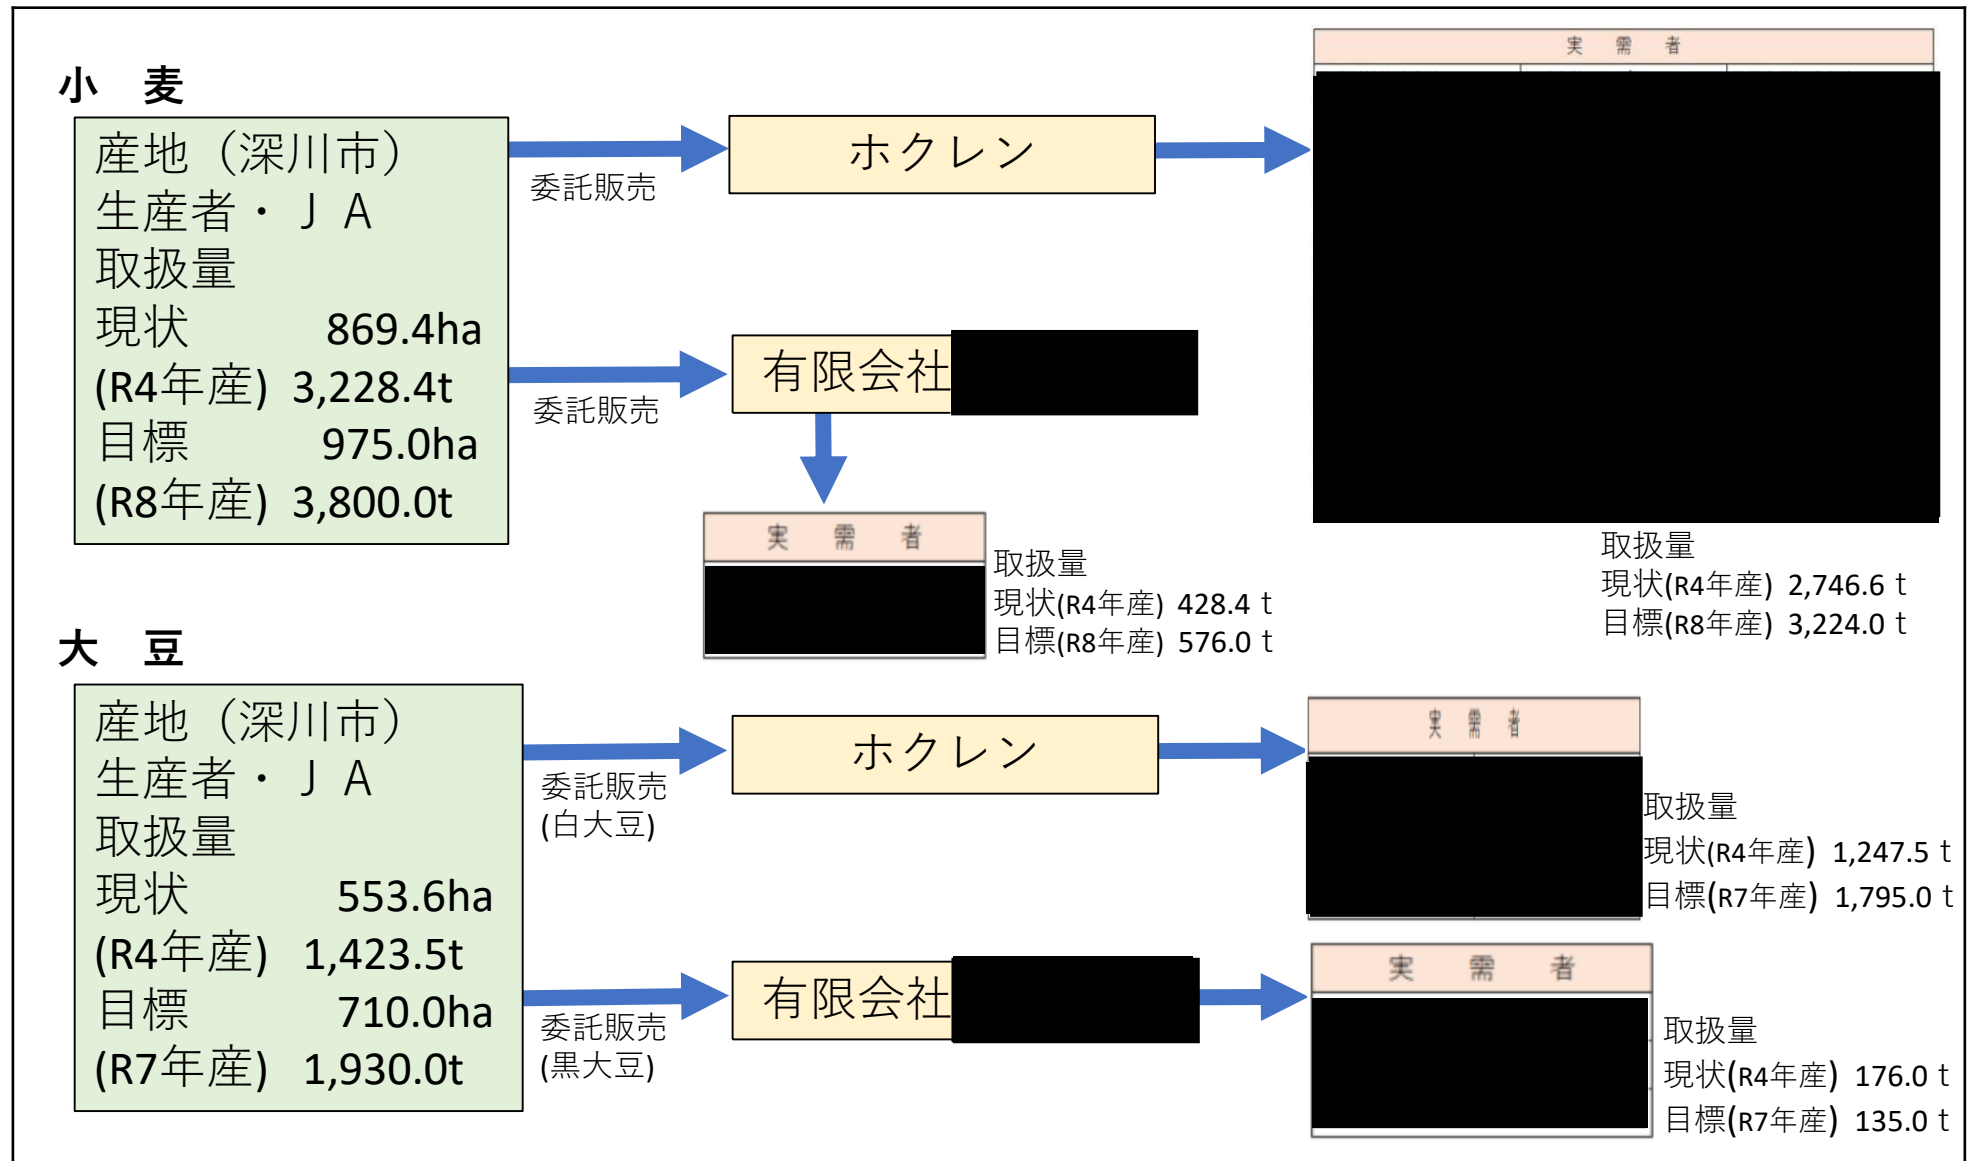 小　麦
産地（深川市）
生産者・ＪＡ
取扱量
現状 869.4ha
(R4年産) 3,228.4t
目標 975.0ha
(R8年産) 3,800.0t
委託販売
ホクレン
実　需　者
取扱量
現状(R4年産) 2,746.6ｔ
目標(R8年産) 3,224.0ｔ
委託販売
有限会社
実　需　者
取扱量
現状(R4年産) 428.4ｔ
目標(R8年産) 576.0ｔ
大　豆
産地（深川市）
生産者・ＪＡ
取扱量
現状 553.6ha
(R4年産) 1,423.5t
目標 710.0ha
(R7年産) 1,930.0t
委託販売
(白大豆)
ホクレン
実　需　者
取扱量
現状(R4年産) 1,247.5ｔ
目標(R7年産) 1,795.0ｔ
委託販売
(黒大豆)
有限会社
実　需　者
取扱量
現状(R4年産) 176.0ｔ
目標(R7年産) 135.0ｔ